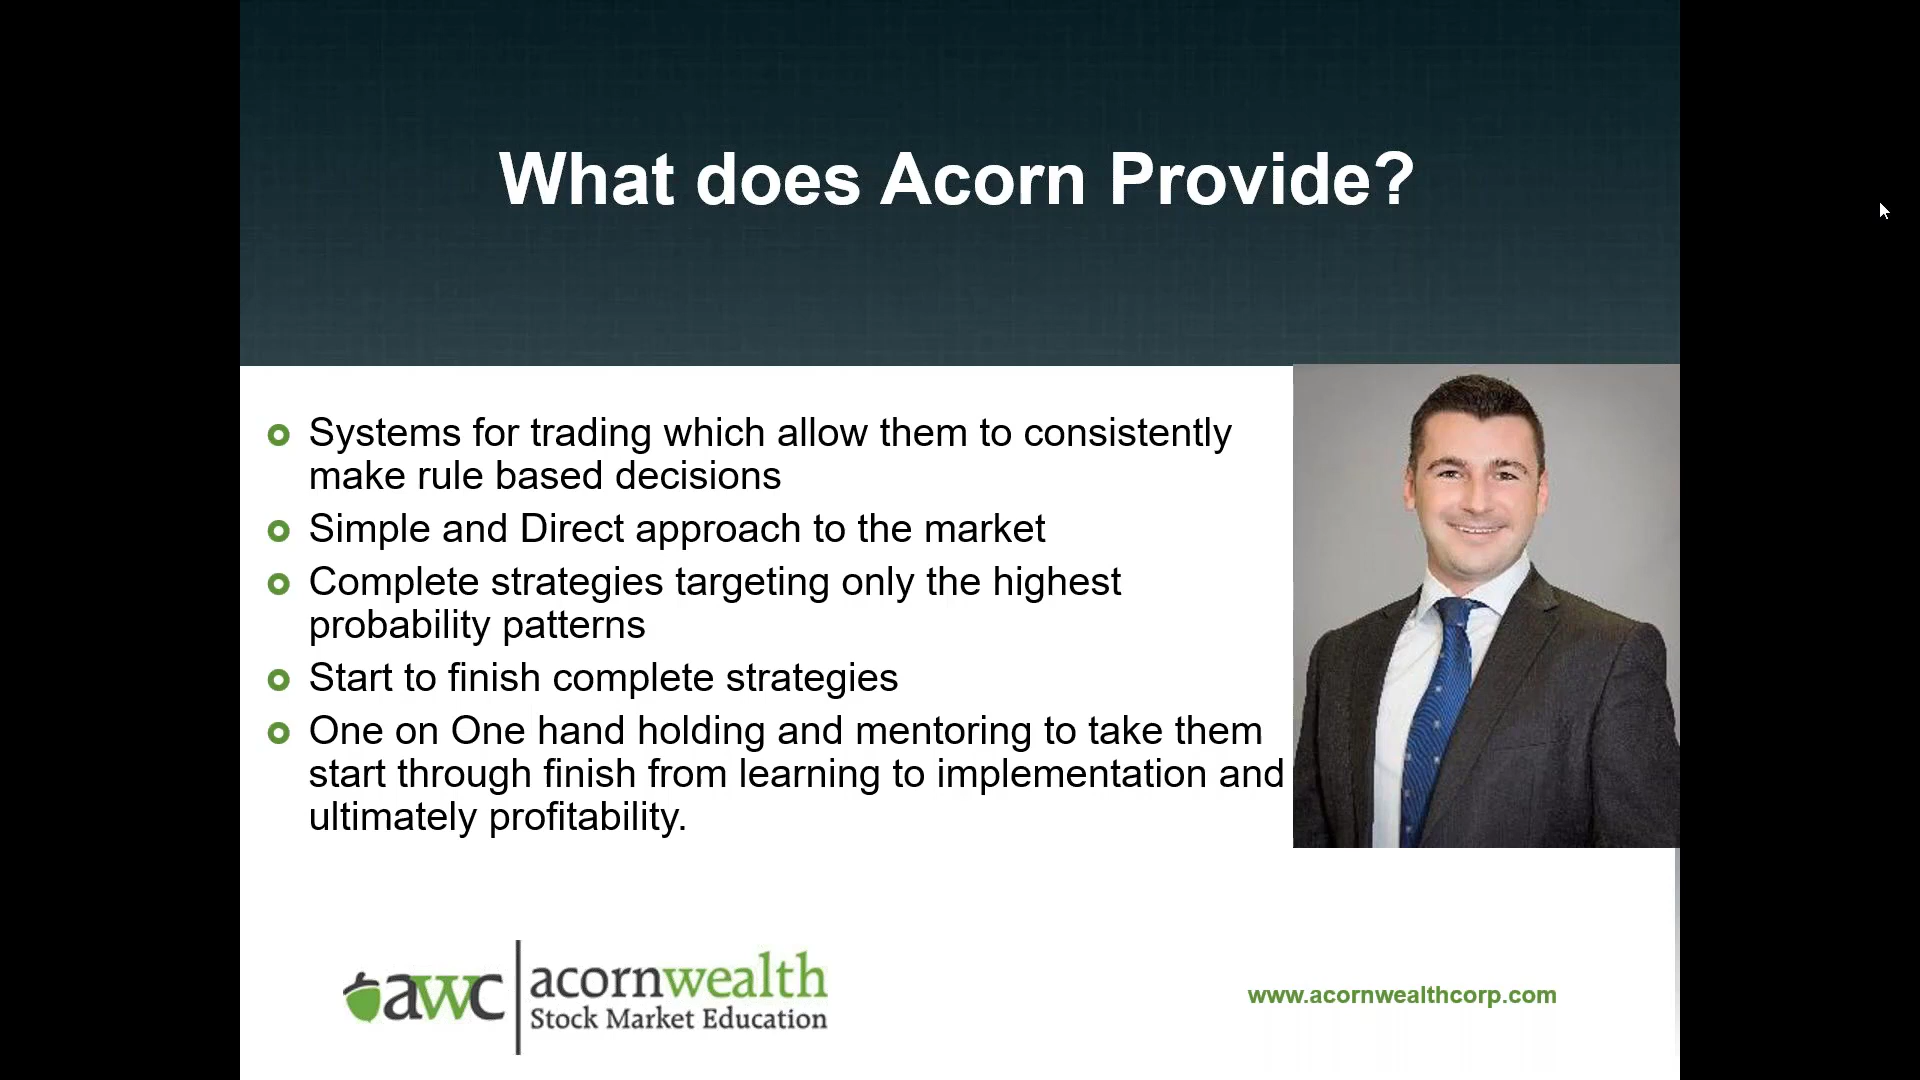 What does Acorn Provide?
Systems for trading which allow them to consistently
make rule based decisions
Simple and Direct approach to the market
Complete strategies targeting only the highest
probability patterns
Start to finish complete strategies
One on One hand holding and mentoring to take them
start through finish from learning to implementation and
ultimately profitability.
awc acornwealth
Stock Market Education
www.acornwealthcorp.com